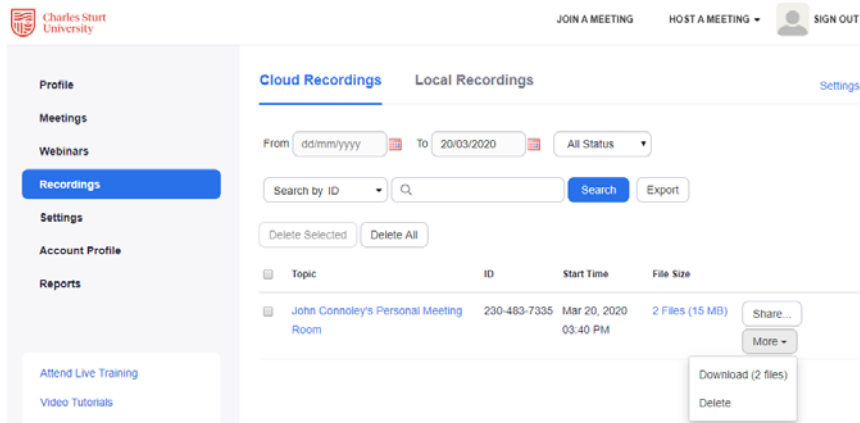 Charles Sturt
University
JOIN A MEETING
HOST A MEETING
SIGN OUT
Profile
Meetings
Webinars
Recordings
Settings
Account Profile
Reports
Attend Live Training
Video Tutorials
Cloud Recordings
Local Recordings
Settings
From dd/mm/yyyy To 20/03/2020 All Status
Search by ID Search Export
Delete Selected Delete All
Topic ID Start Time File Size
John Connoley's Personal Meeting 230-483-7335 Mar 20, 2020 2 Files (15 MB) Share...
Room 03:40 PM
More
Download (2 files)
Delete